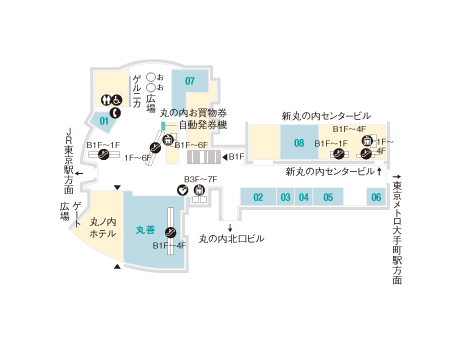 ゲルニカ
おお
広場
07
丸の内お買物券
自動発券機
01
B1F〜1F
1F〜6F
B1F〜6F
B1F
新丸の内センタービル
B1F〜4F
B1F〜1F
1F〜
4F
08
新丸の内センタービル↑
JR東京駅方面
←
B3F〜7F
→
東京メトロ大手町駅方面
02
03
04
05
06
ゲート
広場
丸ノ内
ホテル
丸善
B1F〜4F
↓
丸の内北口ビル